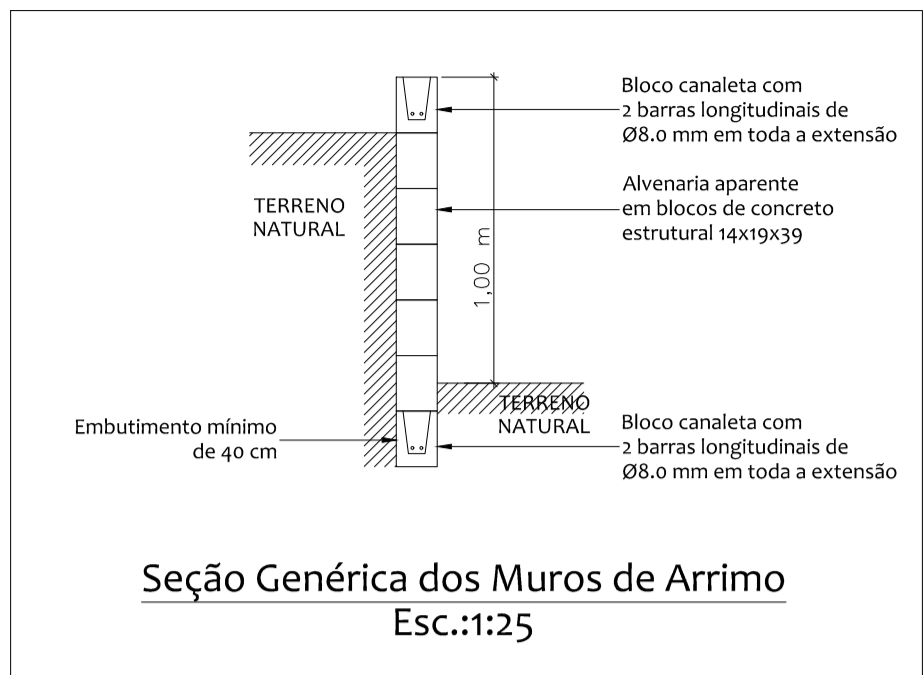 Bloco canaleta com
2 barras longitudinais de
Ø8.0 mm em toda a extensão
Alvenaria aparente
em blocos de concreto
estrutural 14x19x39
TERRENO
NATURAL
1,00 m
TERRENO
NATURAL
Embutimento mínimo
de 40 cm
Bloco canaleta com
2 barras longitudinais de
Ø8.0 mm em toda a extensão
Seção Genérica dos Muros de Arrimo
Esc.:1:25